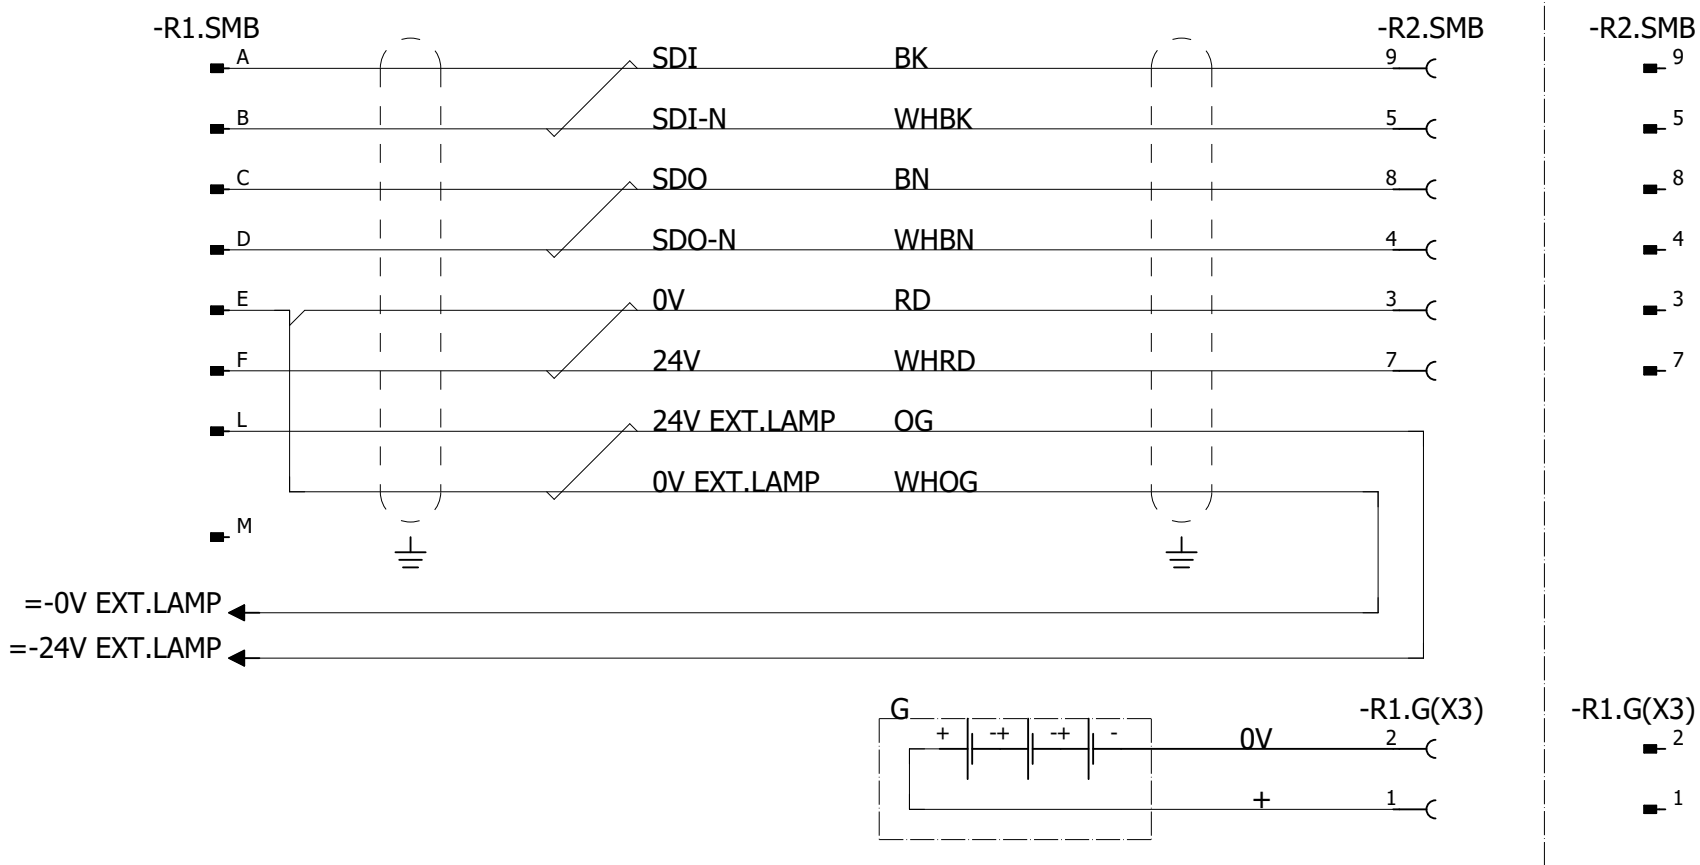 -R1.SMB -R2.SMB -R2.SMB
A SDI BK 9 9
B SDI-N WHBK 5 5
C SDO BN 8 8
D SDO-N WHBN 4 4
E 0V RD 3 3
F 24V WHRD 7 7
L 24V EXT.LAMP OG
0V EXT.LAMP WHOG
M
=-0V EXT.LAMP
=-24V EXT.LAMP
G -R1.G(X3) -R1.G(X3)
+ -+ -+ - 0V 2 2
+ 1 1